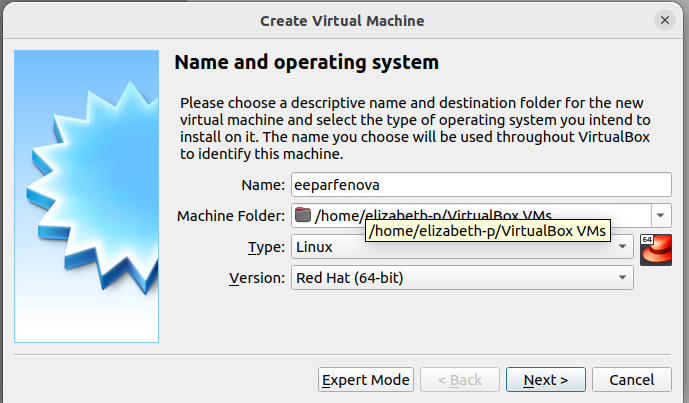 Create Virtual Machine
Name and operating system
Please choose a descriptive name and destination folder for the new
virtual machine and select the type of operating system you intend to
install on it. The name you choose will be used throughout VirtualBox
to identify this machine.
Name: eeparfenova
Machine Folder: /home/elizabeth-p/VirtualBox VMs
/home/elizabeth-p/VirtualBox VMs
Type: Linux
64
Version: Red Hat (64-bit)
Expert Mode < Back Next > Cancel